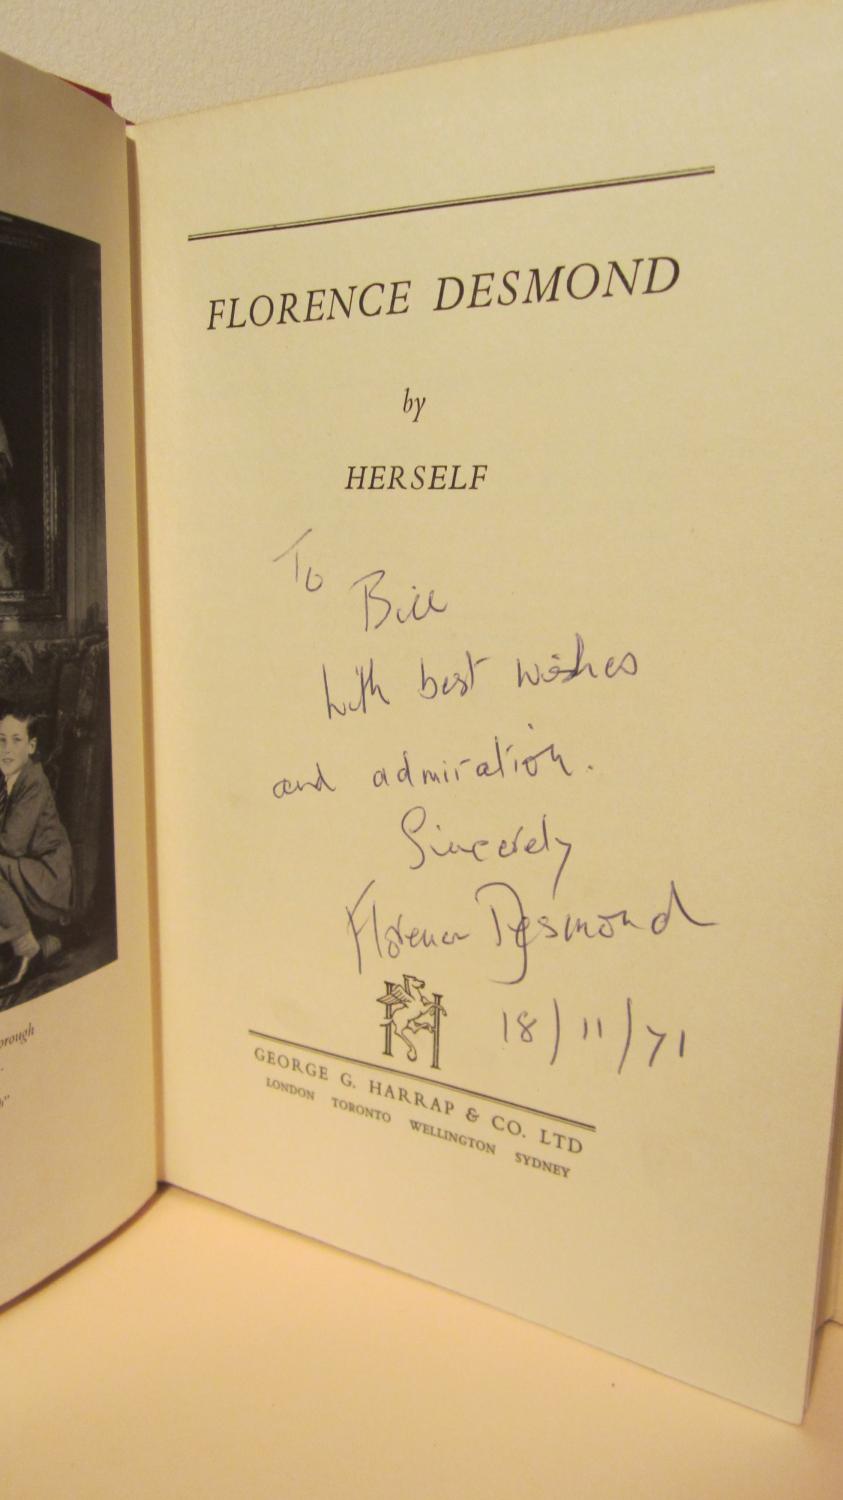 FLORENCE DESMOND
by
HERSELF
To
Bill
With best wishes
and admiration.
Sincerely
Florence Desmond
18/11/71
GEORGE G. HARRAP & CO. LTD
LONDON TORONTO WELLINGTON SYDNEY